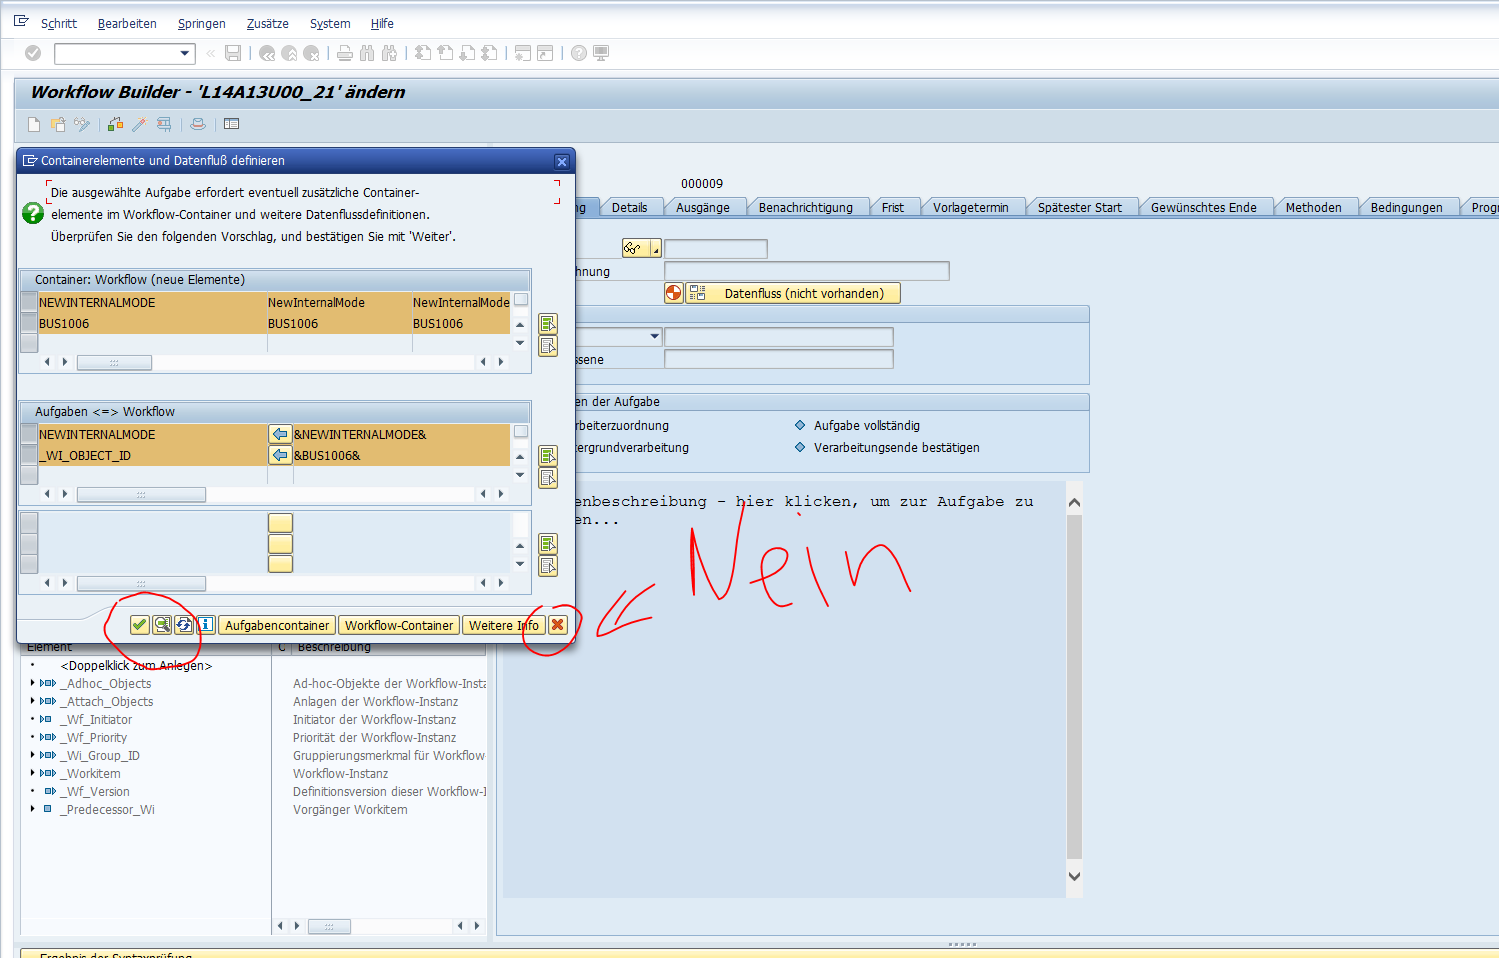 Schritt Bearbeiten Springen Zusätze System Hilfe
Workflow Builder - 'L14A13U00_21' ändern
Containerelemente und Datenfluß definieren
Die ausgewählte Aufgabe erfordert eventuell zusätzliche Container-
elemente im Workflow-Container und weitere Datenflussdefinitionen.
Überprüfen Sie den folgenden Vorschlag, und bestätigen Sie mit 'Weiter'.
Container: Workflow (neue Elemente)
NEWINTERNALMODE NewInternalMode NewInternalMode
BUS1006 BUS1006 BUS1006
Aufgaben <=> Workflow
NEWINTERNALMODE &NEWINTERNALMODE&
_WI_OBJECT_ID &BUS1006&
Aufgabencontainer Workflow-Container Weitere Info
000009
ng Details Ausgänge Benachrichtigung Frist Vorlagetermin Spätester Start Gewünschtes Ende Methoden Bedingungen Progr
hnung
Datenfluss (nicht vorhanden)
ssene
en der Aufgabe
rbeiterzuordnung Aufgabe vollständig
tergrundverarbeitung Verarbeitungsende bestätigen
enbeschreibung - hier klicken, um zur Aufgabe zu
en...
Nein
Element C Beschreibung
<Doppelklick zum Anlegen>
_Adhoc_Objects Ad-hoc-Objekte der Workflow-Insta
_Attach_Objects Anlagen der Workflow-Instanz
_Wf_Initiator Initiator der Workflow-Instanz
_Wf_Priority Priorität der Workflow-Instanz
_Wi_Group_ID Gruppierungsmerkmal für Workflow-
_Workitem Workflow-Instanz
_Wf_Version Definitionsversion dieser Workflow-I
_Predecessor_Wi Vorgänger Workitem
Ergebnis der Syntaxprüfung